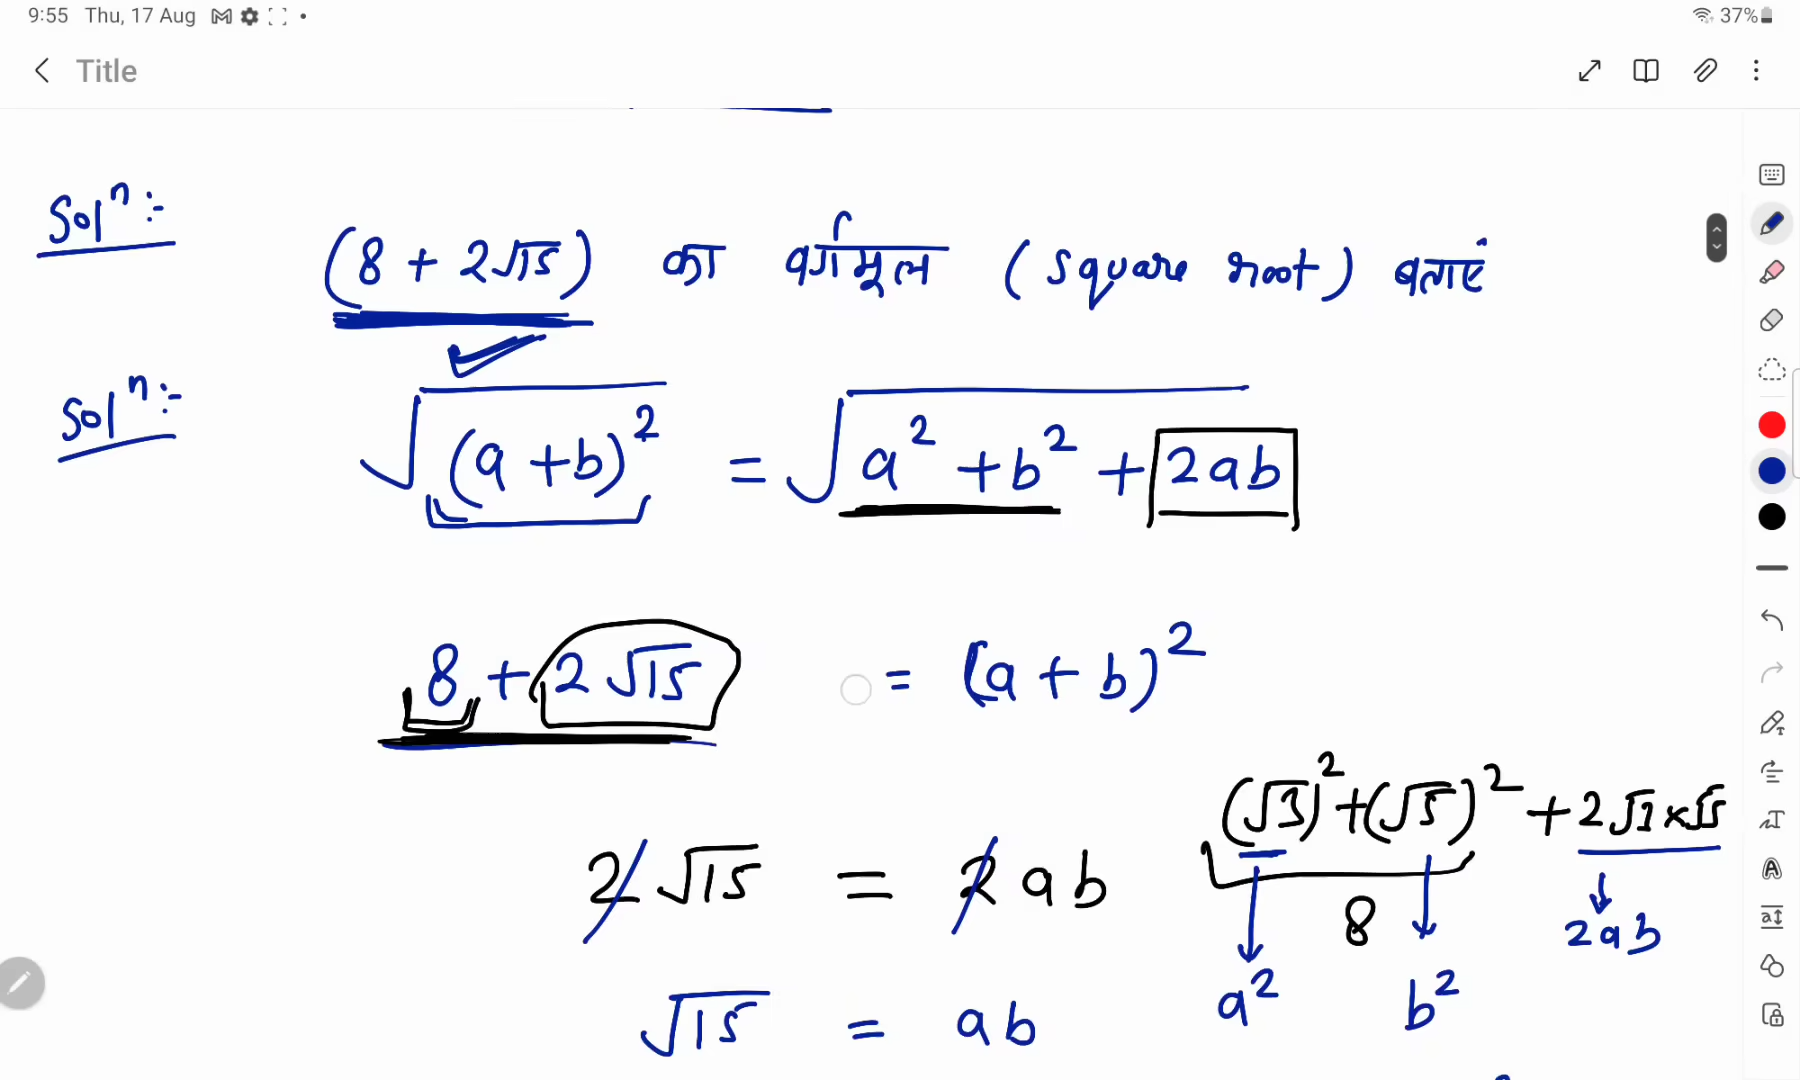 9:55 Thu, 17 Aug
37%
Title
Solⁿ :-
(8 + 2√15) का वर्गमूल (square root) बताएं
Solⁿ :-
√(a + b)² = √a² + b² + 2ab
8 + 2√15 = (a + b)²
(√3)² + (√5)² + 2√3 × √5
2√15 = 2ab
8
2ab
a² b²
√15 = ab